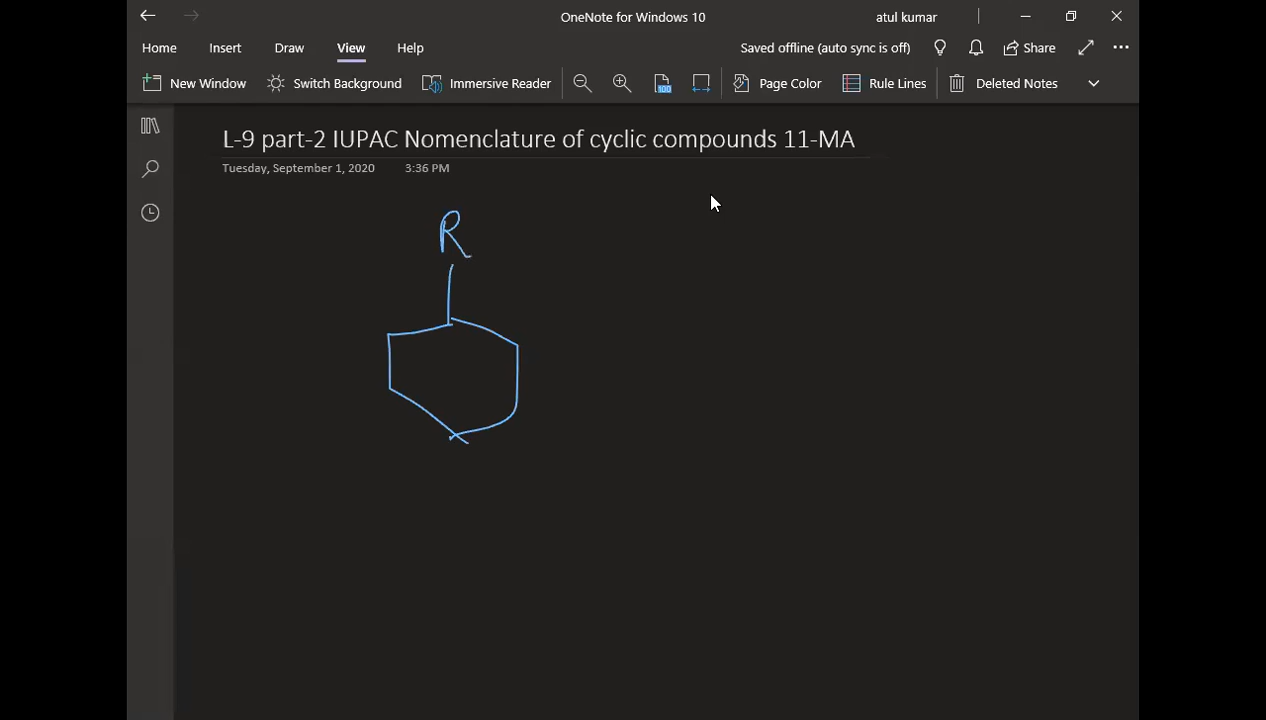 OneNote for Windows 10
atul kumar
Home Insert Draw View Help
Saved offline (auto sync is off) Share
New Window Switch Background Immersive Reader 100 Page Color Rule Lines Deleted Notes
L-9 part-2 IUPAC Nomenclature of cyclic compounds 11-MA
Tuesday, September 1, 2020 3:36 PM
R